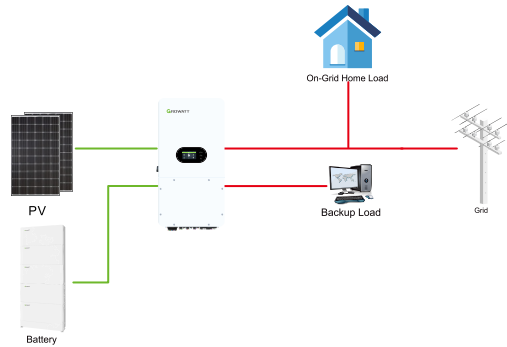 On-Grid Home Load
GROWATT
PV
Backup Load
Grid
Battery